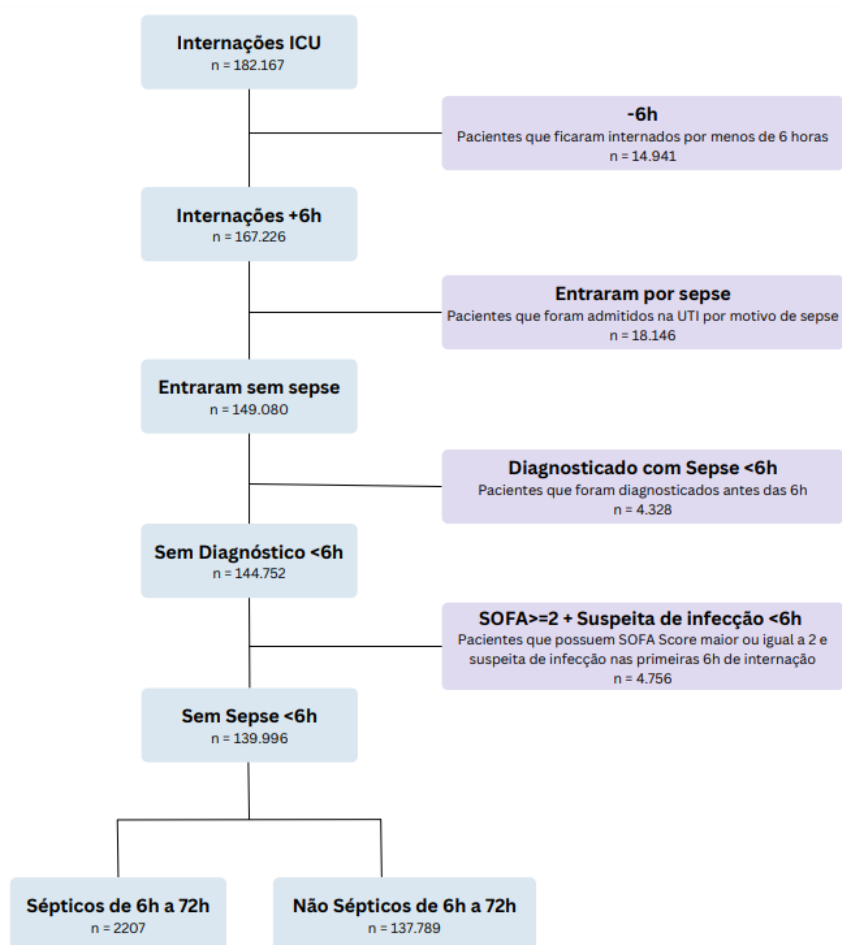 Internações ICU
n = 182.167
-6h
Pacientes que ficaram internados por menos de 6 horas
n = 14.941
Internações +6h
n = 167.226
Entraram por sepse
Pacientes que foram admitidos na UTI por motivo de sepse
n = 18.146
Entraram sem sepse
n = 149.080
Diagnosticado com Sepse <6h
Pacientes que foram diagnosticados antes das 6h
n = 4.328
Sem Diagnóstico <6h
n = 144.752
SOFA>=2 + Suspeita de infecção <6h
Pacientes que possuem SOFA Score maior ou igual a 2 e
suspeita de infecção nas primeiras 6h de internação
n = 4.756
Sem Sepse <6h
n = 139.996
Sépticos de 6h a 72h
n = 2207
Não Sépticos de 6h a 72h
n = 137.789